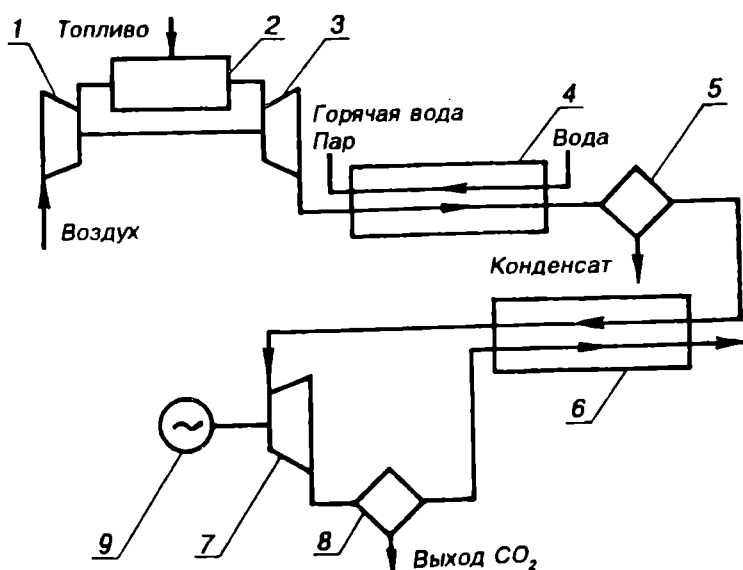 Топливо
1
2
3
Горячая вода
Пар
4
Вода
5
Воздух
Конденсат
6
9
7
8
Выход CO₂